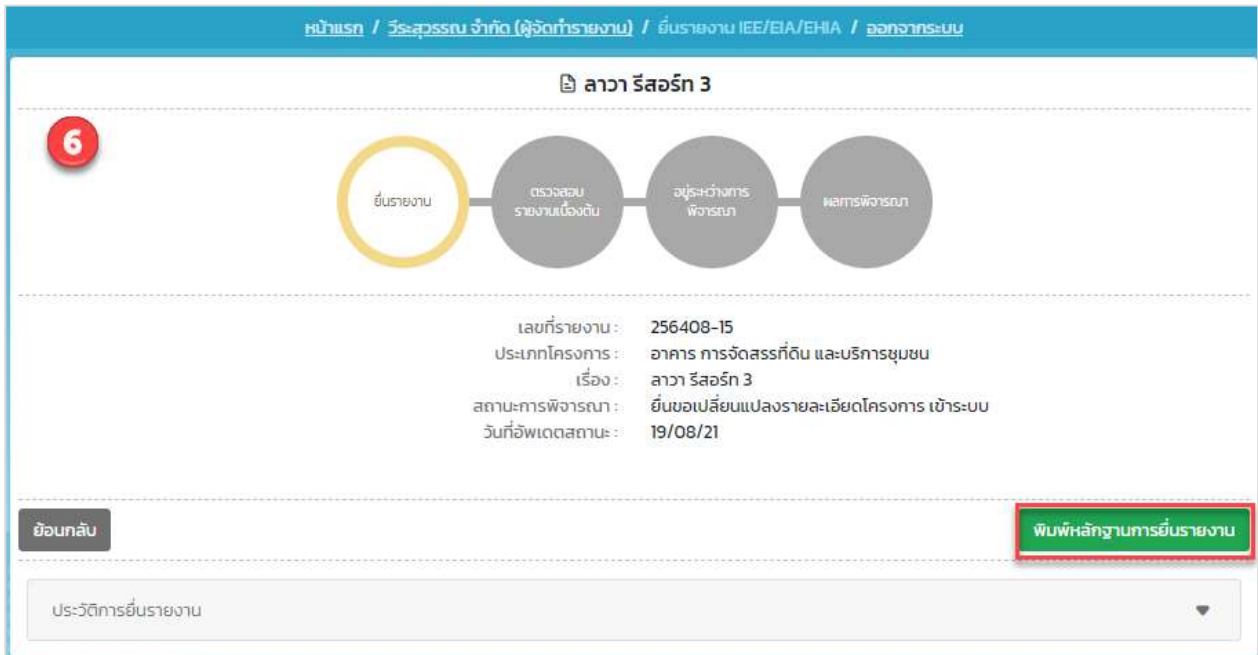 หน้าแรก / วีระสุวรรณ จำกัด (ผู้จัดทำรายงาน) / ยื่นรายงาน IEE/EIA/EHIA / ออกจากระบบ
ลาวา รีสอร์ท 3
6
ยื่นรายงาน
ตรวจสอบ
รายงานเบื้องต้น
อยู่ระหว่างการ
พิจารณา
ผลการพิจารณา
เลขที่รายงาน : 256408-15
ประเภทโครงการ : อาคาร การจัดสรรที่ดิน และบริการชุมชน
เรื่อง : ลาวา รีสอร์ท 3
สถานะการพิจารณา : ยื่นขอเปลี่ยนแปลงรายละเอียดโครงการ เข้าระบบ
วันที่อัพเดตสถานะ : 19/08/21
ย้อนกลับ
พิมพ์หลักฐานการยื่นรายงาน
ประวัติการยื่นรายงาน